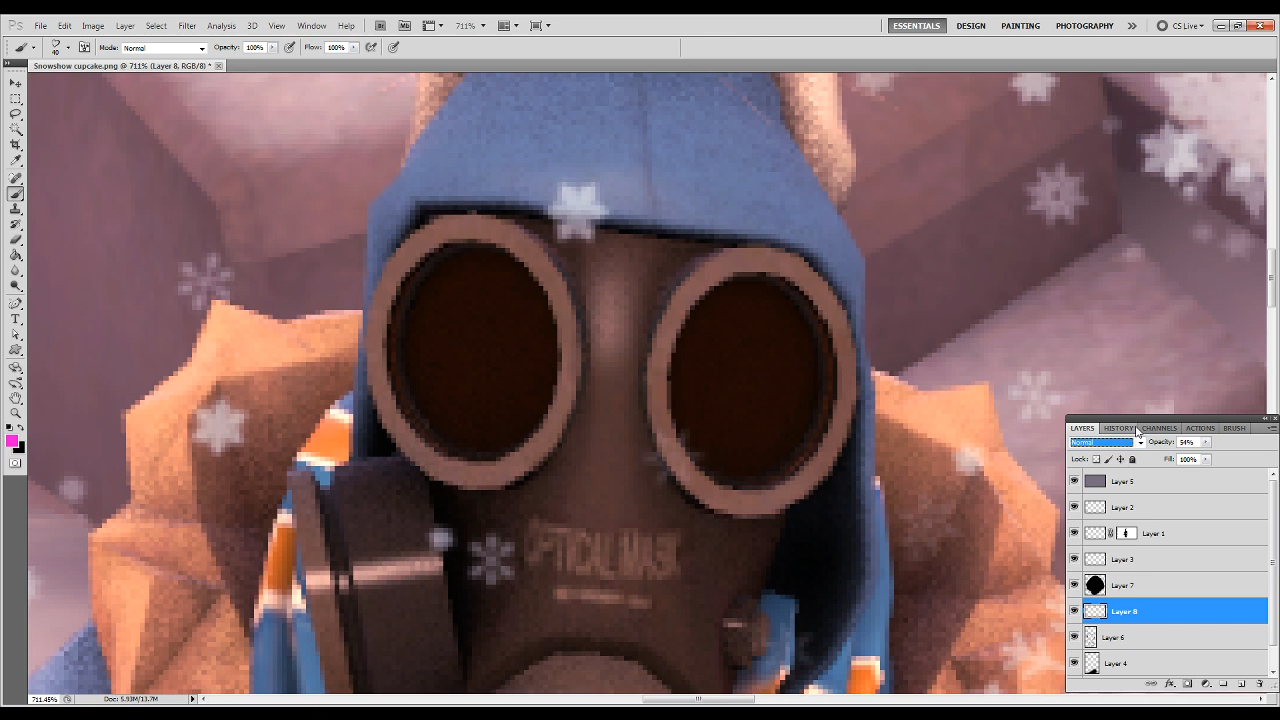 Ps File Edit Image Layer Select Filter Analysis 3D View Window Help Br Mb 711% ESSENTIALS DESIGN PAINTING PHOTOGRAPHY CS Live
40 Mode: Normal Opacity: 100% Flow: 100%
Snowshow cupcake.png @ 711% (Layer 8, RGB/8) *
LAYERS HISTORY CHANNELS ACTIONS BRUSH
Normal Opacity: 54%
Lock: Fill: 100%
Layer 5
Layer 2
Layer 1
Layer 3
Layer 7
Layer 8
Layer 6
Layer 4
711.45% Doc: 5.93M/13.7M